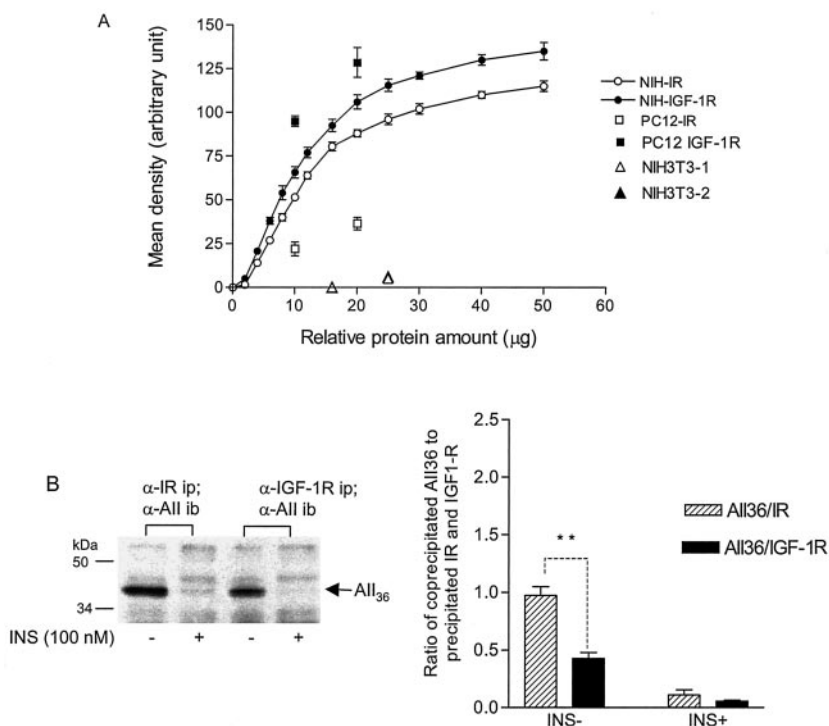 A
Mean density (arbitrary unit)
150
125
100
75
50
25
0
0 10 20 30 40 50 60
Relative protein amount (μg)
NIH-IR
NIH-IGF-1R
PC12-IR
PC12 IGF-1R
NIH3T3-1
NIH3T3-2
B
α-IR ip;
α-AII ib
α-IGF-1R ip;
α-AII ib
kDa
50
34
AII36
INS (100 nM) - + - +
Ratio of coprecipitated AII36 to
precipitated IR and IGF1-R
2.5
2.0
1.5
1.0
0.5
0.0
* *
INS- INS+
AII36/IR
AII36/IGF-1R